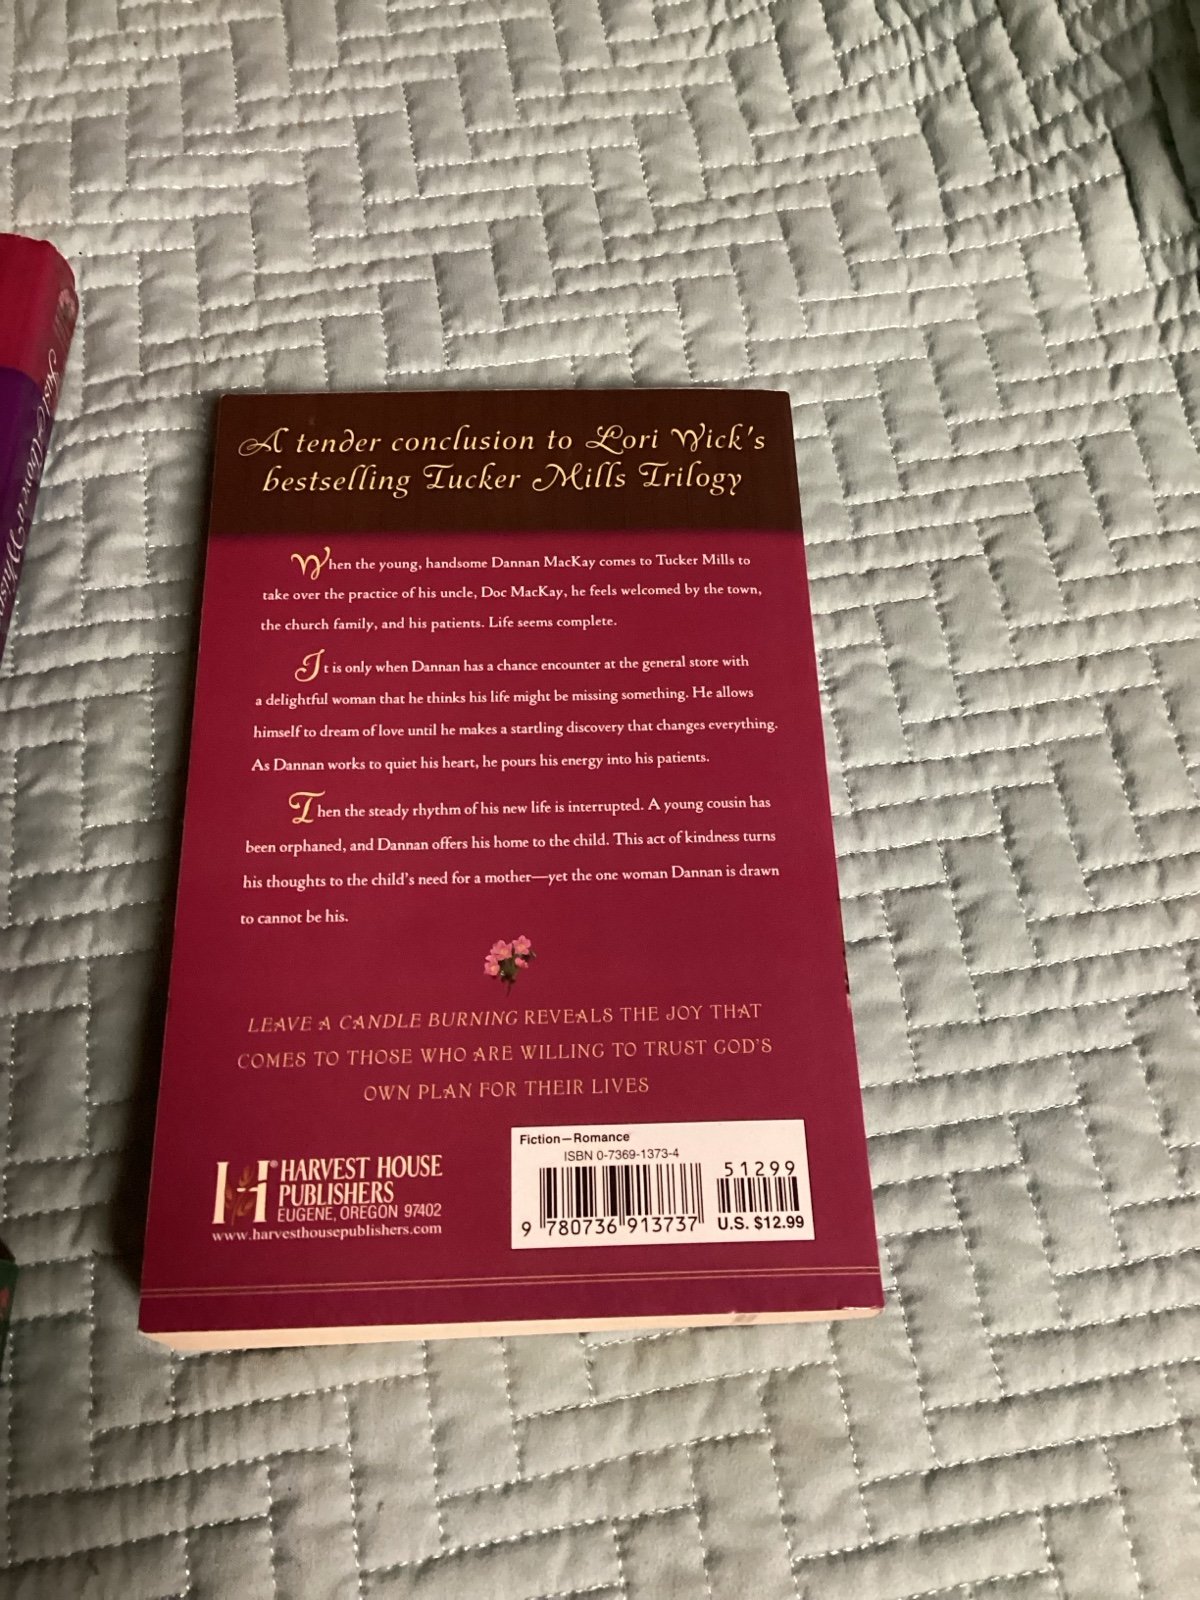 A tender conclusion to Lori Wick's
bestselling Tucker Mills Trilogy
When the young, handsome Dannan MacKay comes to Tucker Mills to
take over the practice of his uncle, Doc MacKay, he feels welcomed by the town,
the church family, and his patients. Life seems complete.
It is only when Dannan has a chance encounter at the general store with
a delightful woman that he thinks his life might be missing something. He allows
himself to dream of love until he makes a startling discovery that changes everything.
As Dannan works to quiet his heart, he pours his energy into his patients.
Then the steady rhythm of his new life is interrupted. A young cousin has
been orphaned, and Dannan offers his home to the child. This act of kindness turns
his thoughts to the child's need for a mother—yet the one woman Dannan is drawn
to cannot be his.
LEAVE A CANDLE BURNING REVEALS THE JOY THAT
COMES TO THOSE WHO ARE WILLING TO TRUST GOD'S
OWN PLAN FOR THEIR LIVES
H® HARVEST HOUSE
PUBLISHERS
EUGENE, OREGON 97402
www.harvesthousepublishers.com
Fiction—Romance
ISBN 0-7369-1373-4
51299
9 780736 913737
U.S. $12.99
Just Above